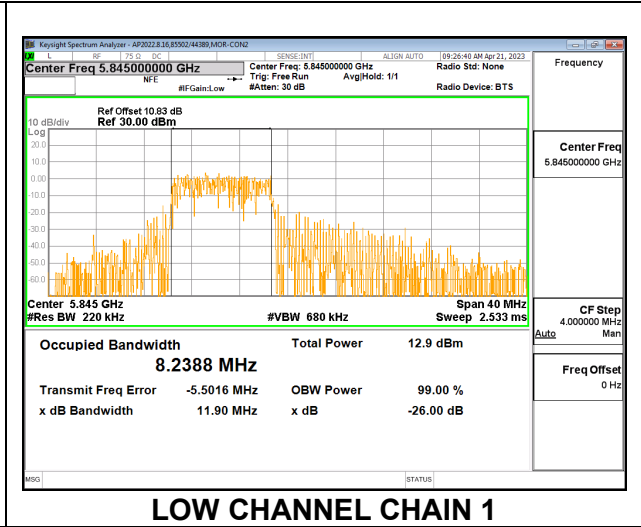 Keysight Spectrum Analyzer - AP2022.8.16,85502/44389,MOR-CON2
L RF 75 Ω DC SENSE:INT ALIGN AUTO 09:26:40 AM Apr 21, 2023
Center Freq 5.845000000 GHz Center Freq: 5.845000000 GHz Radio Std: None
NFE Trig: Free Run Avg|Hold: 1/1
#IFGain:Low #Atten: 30 dB Radio Device: BTS
Frequency
Ref Offset 10.83 dB
10 dB/div Ref 30.00 dBm
Log
20.0
10.0
0.00
-10.0
-20.0
-30.0
-40.0
-50.0
-60.0
Center Freq
5.845000000 GHz
Center 5.845 GHz Span 40 MHz
#Res BW 220 kHz #VBW 680 kHz Sweep 2.533 ms
CF Step
4.000000 MHz
Auto Man
Occupied Bandwidth Total Power 12.9 dBm
8.2388 MHz
Transmit Freq Error -5.5016 MHz OBW Power 99.00 %
x dB Bandwidth 11.90 MHz x dB -26.00 dB
Freq Offset
0 Hz
MSG STATUS
LOW CHANNEL CHAIN 1